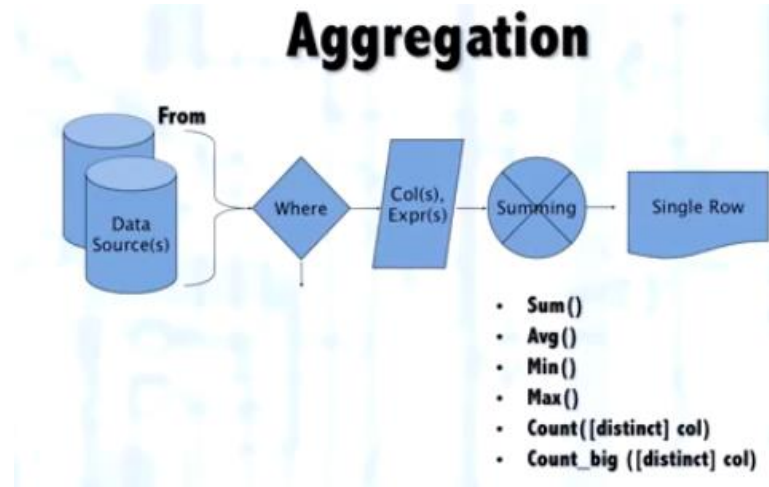 Aggregation
From
Data
Source(s)
Where
Col(s),
Expr(s)
Summing
Single Row
• Sum()
• Avg()
• Min()
• Max()
• Count([distinct] col)
• Count_big ([distinct] col)